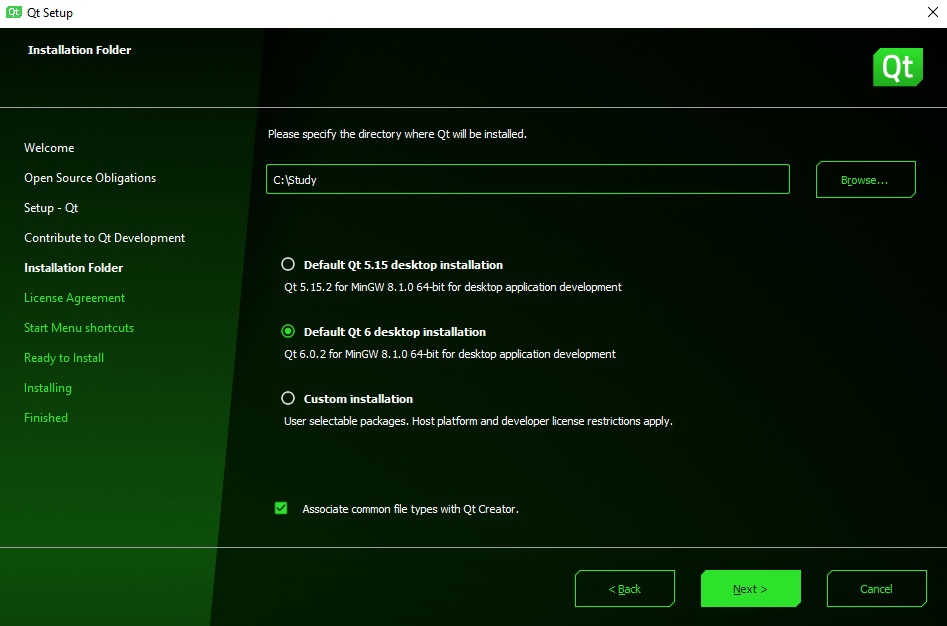 Qt Qt Setup
Installation Folder
Qt
Welcome
Open Source Obligations
Setup - Qt
Contribute to Qt Development
Installation Folder
License Agreement
Start Menu shortcuts
Ready to Install
Installing
Finished
Please specify the directory where Qt will be installed.
C:\Study
Browse...
Default Qt 5.15 desktop installation
Qt 5.15.2 for MinGW 8.1.0 64-bit for desktop application development
Default Qt 6 desktop installation
Qt 6.0.2 for MinGW 8.1.0 64-bit for desktop application development
Custom installation
User selectable packages. Host platform and developer license restrictions apply.
Associate common file types with Qt Creator.
< Back
Next >
Cancel